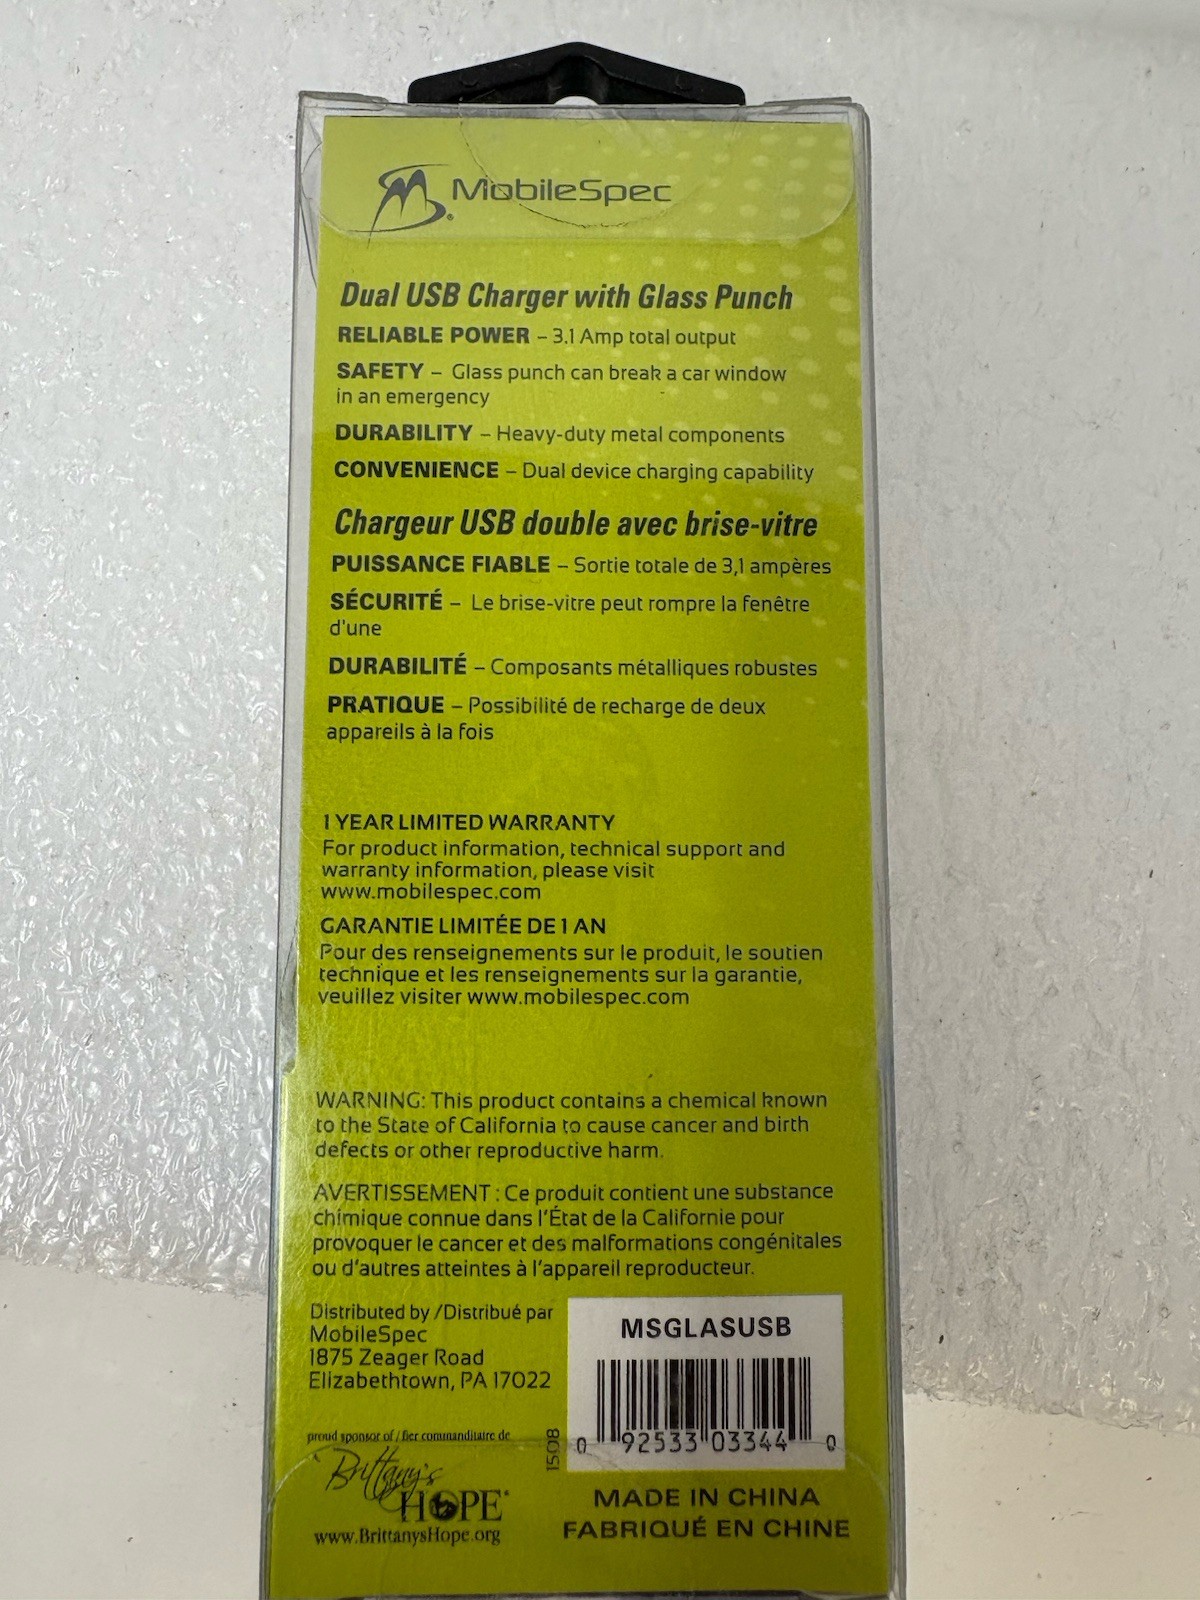 MobileSpec®
Dual USB Charger with Glass Punch
RELIABLE POWER – 3.1 Amp total output
SAFETY – Glass punch can break a car window
in an emergency
DURABILITY – Heavy-duty metal components
CONVENIENCE – Dual device charging capability
Chargeur USB double avec brise-vitre
PUISSANCE FIABLE – Sortie totale de 3,1 ampères
SÉCURITÉ – Le brise-vitre peut rompre la fenêtre
d'une
DURABILITÉ – Composants métalliques robustes
PRATIQUE – Possibilité de recharge de deux
appareils à la fois
1 YEAR LIMITED WARRANTY
For product information, technical support and
warranty information, please visit
www.mobilespec.com
GARANTIE LIMITÉE DE 1 AN
Pour des renseignements sur le produit, le soutien
technique et les renseignements sur la garantie,
veuillez visiter www.mobilespec.com
WARNING: This product contains a chemical known
to the State of California to cause cancer and birth
defects or other reproductive harm.
AVERTISSEMENT : Ce produit contient une substance
chimique connue dans l'État de la Californie pour
provoquer le cancer et des malformations congénitales
ou d'autres atteintes à l'appareil reproducteur.
Distributed by /Distribué par
MobileSpec
1875 Zeager Road
Elizabethtown, PA 17022
proud sponsor of / fier commanditaire de
Brittany's
HOPE
www.BrittanysHope.org
1508
MSGLASUSB
0 92533 03344 0
MADE IN CHINA
FABRIQUÉ EN CHINE